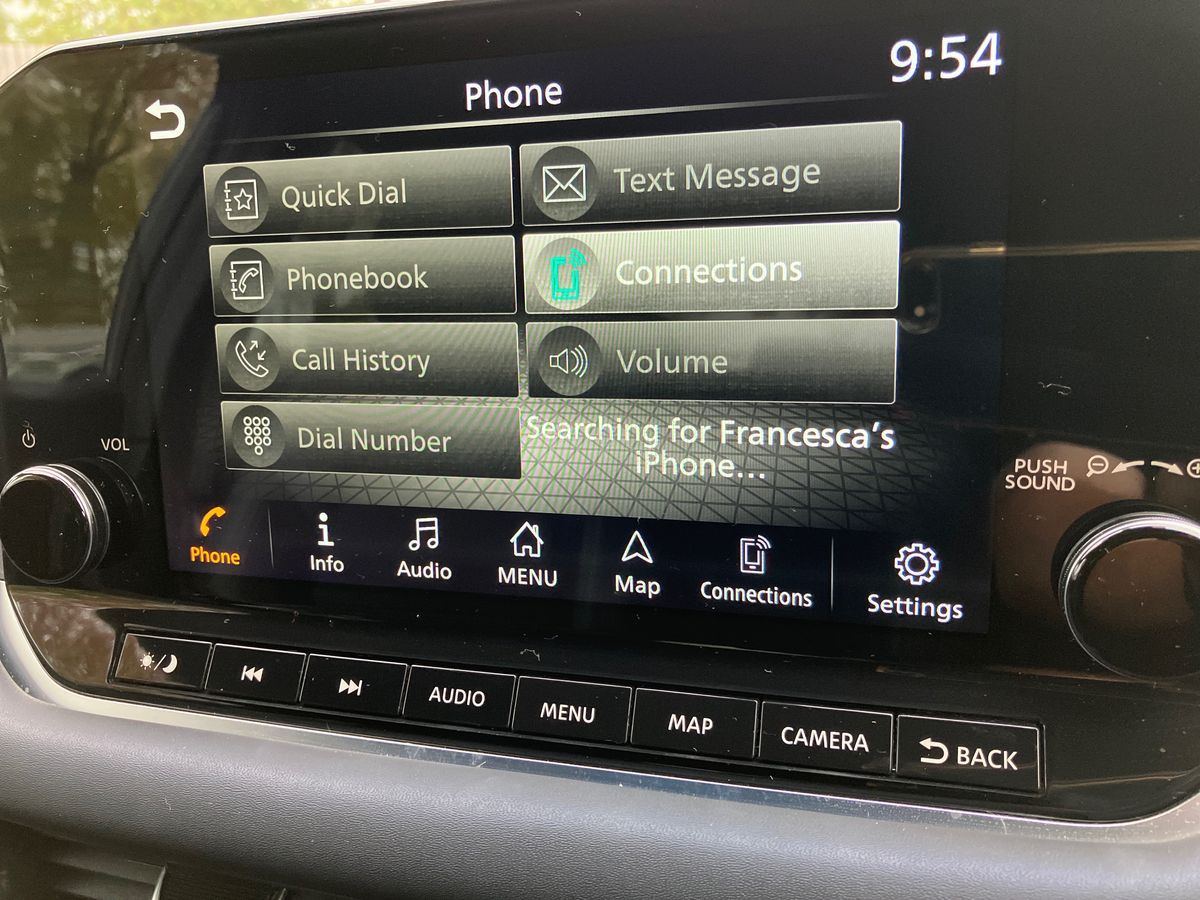 9:54
Phone
Quick Dial
Text Message
Phonebook
Connections
Call History
Volume
Dial Number
Searching for Francesca's
iPhone...
VOL
PUSH
SOUND
Phone
Info
Audio
MENU
Map
Connections
Settings
AUDIO
MENU
MAP
CAMERA
BACK